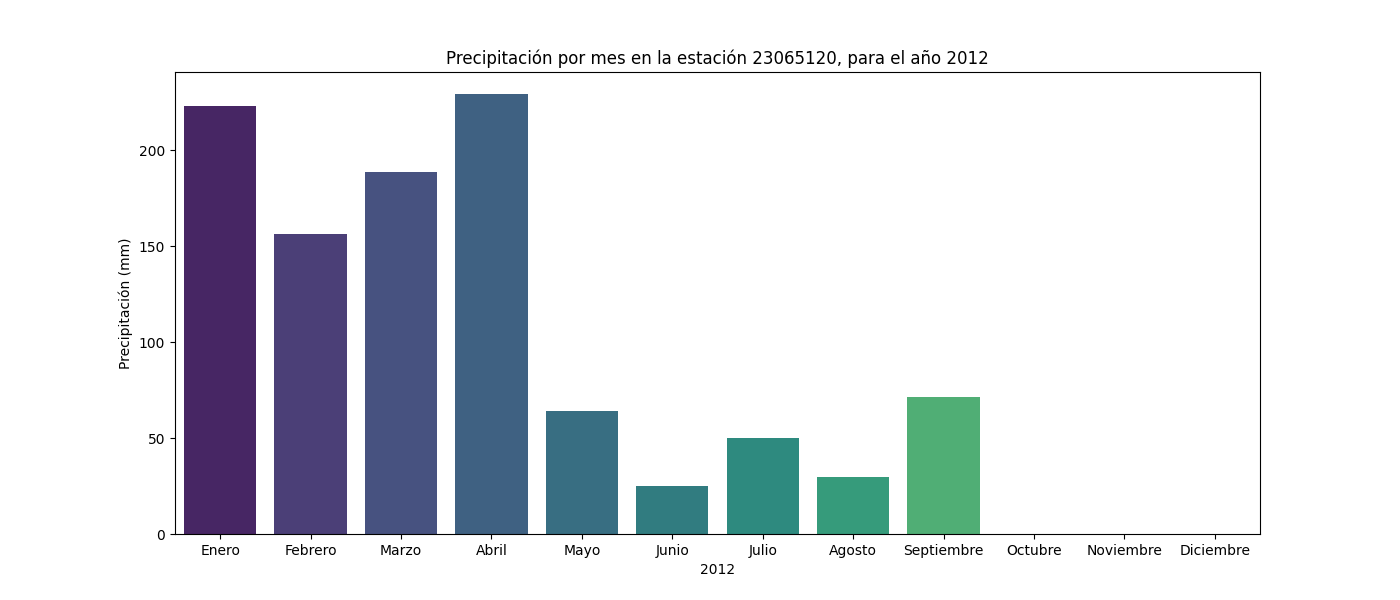 Precipitación por mes en la estación 23065120, para el año 2012
Precipitación (mm)
200
150
100
50
0
Enero Febrero Marzo Abril Mayo Junio Julio Agosto Septiembre Octubre Noviembre Diciembre
2012